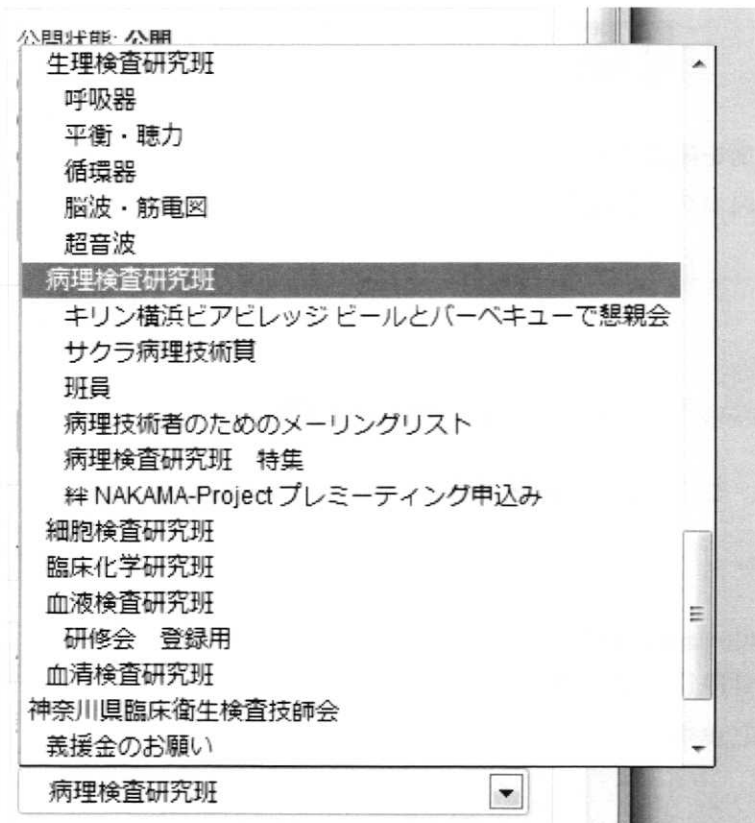 公開状態: 公開
生理検査研究班
呼吸器
平衡・聴力
循環器
脳波・筋電図
超音波
病理検査研究班
キリン横浜ビアビレッジ ビールとバーベキューで懇親会
サクラ病理技術賞
班員
病理技術者のためのメーリングリスト
病理検査研究班　特集
絆 NAKAMA-Project プレミーティング申込み
細胞検査研究班
臨床化学研究班
血液検査研究班
研修会　登録用
血清検査研究班
神奈川県臨床衛生検査技師会
義援金のお願い
病理検査研究班